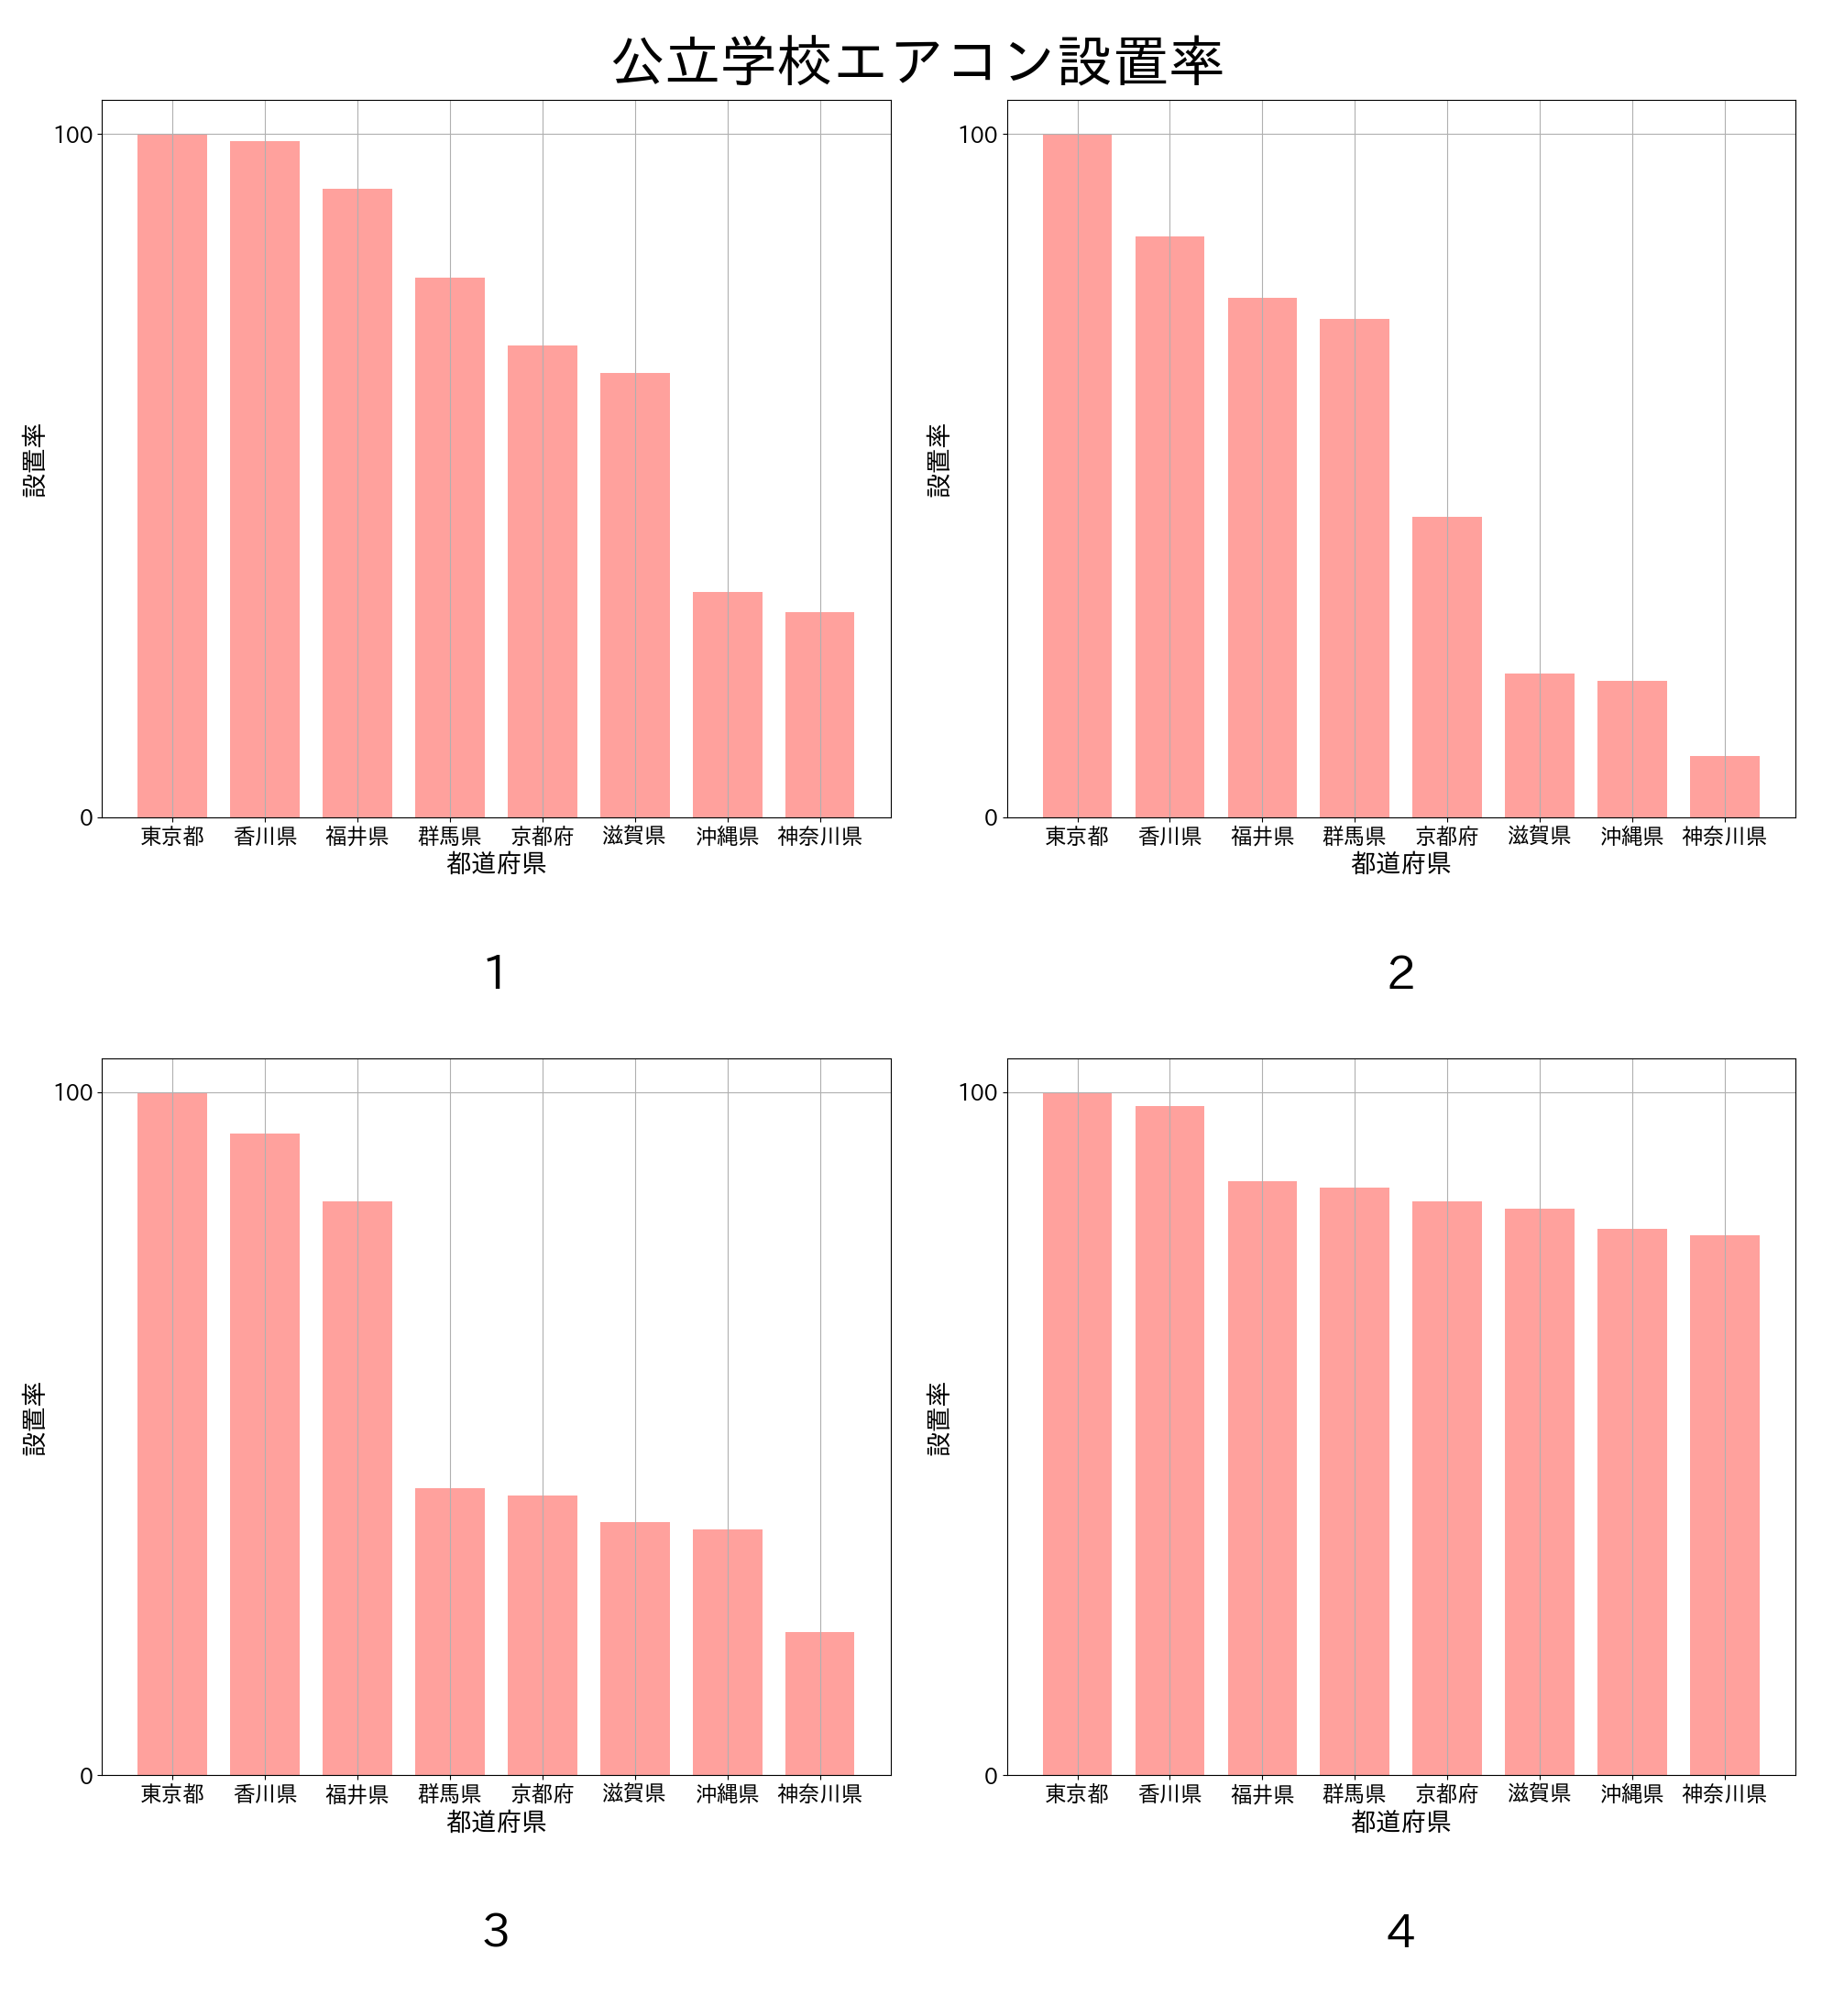 公立学校エアコン設置率
100
0
設置率
東京都 香川県 福井県 群馬県 京都府 滋賀県 沖縄県 神奈川県
都道府県
1
100
0
設置率
東京都 香川県 福井県 群馬県 京都府 滋賀県 沖縄県 神奈川県
都道府県
2
100
0
設置率
東京都 香川県 福井県 群馬県 京都府 滋賀県 沖縄県 神奈川県
都道府県
3
100
0
設置率
東京都 香川県 福井県 群馬県 京都府 滋賀県 沖縄県 神奈川県
都道府県
4